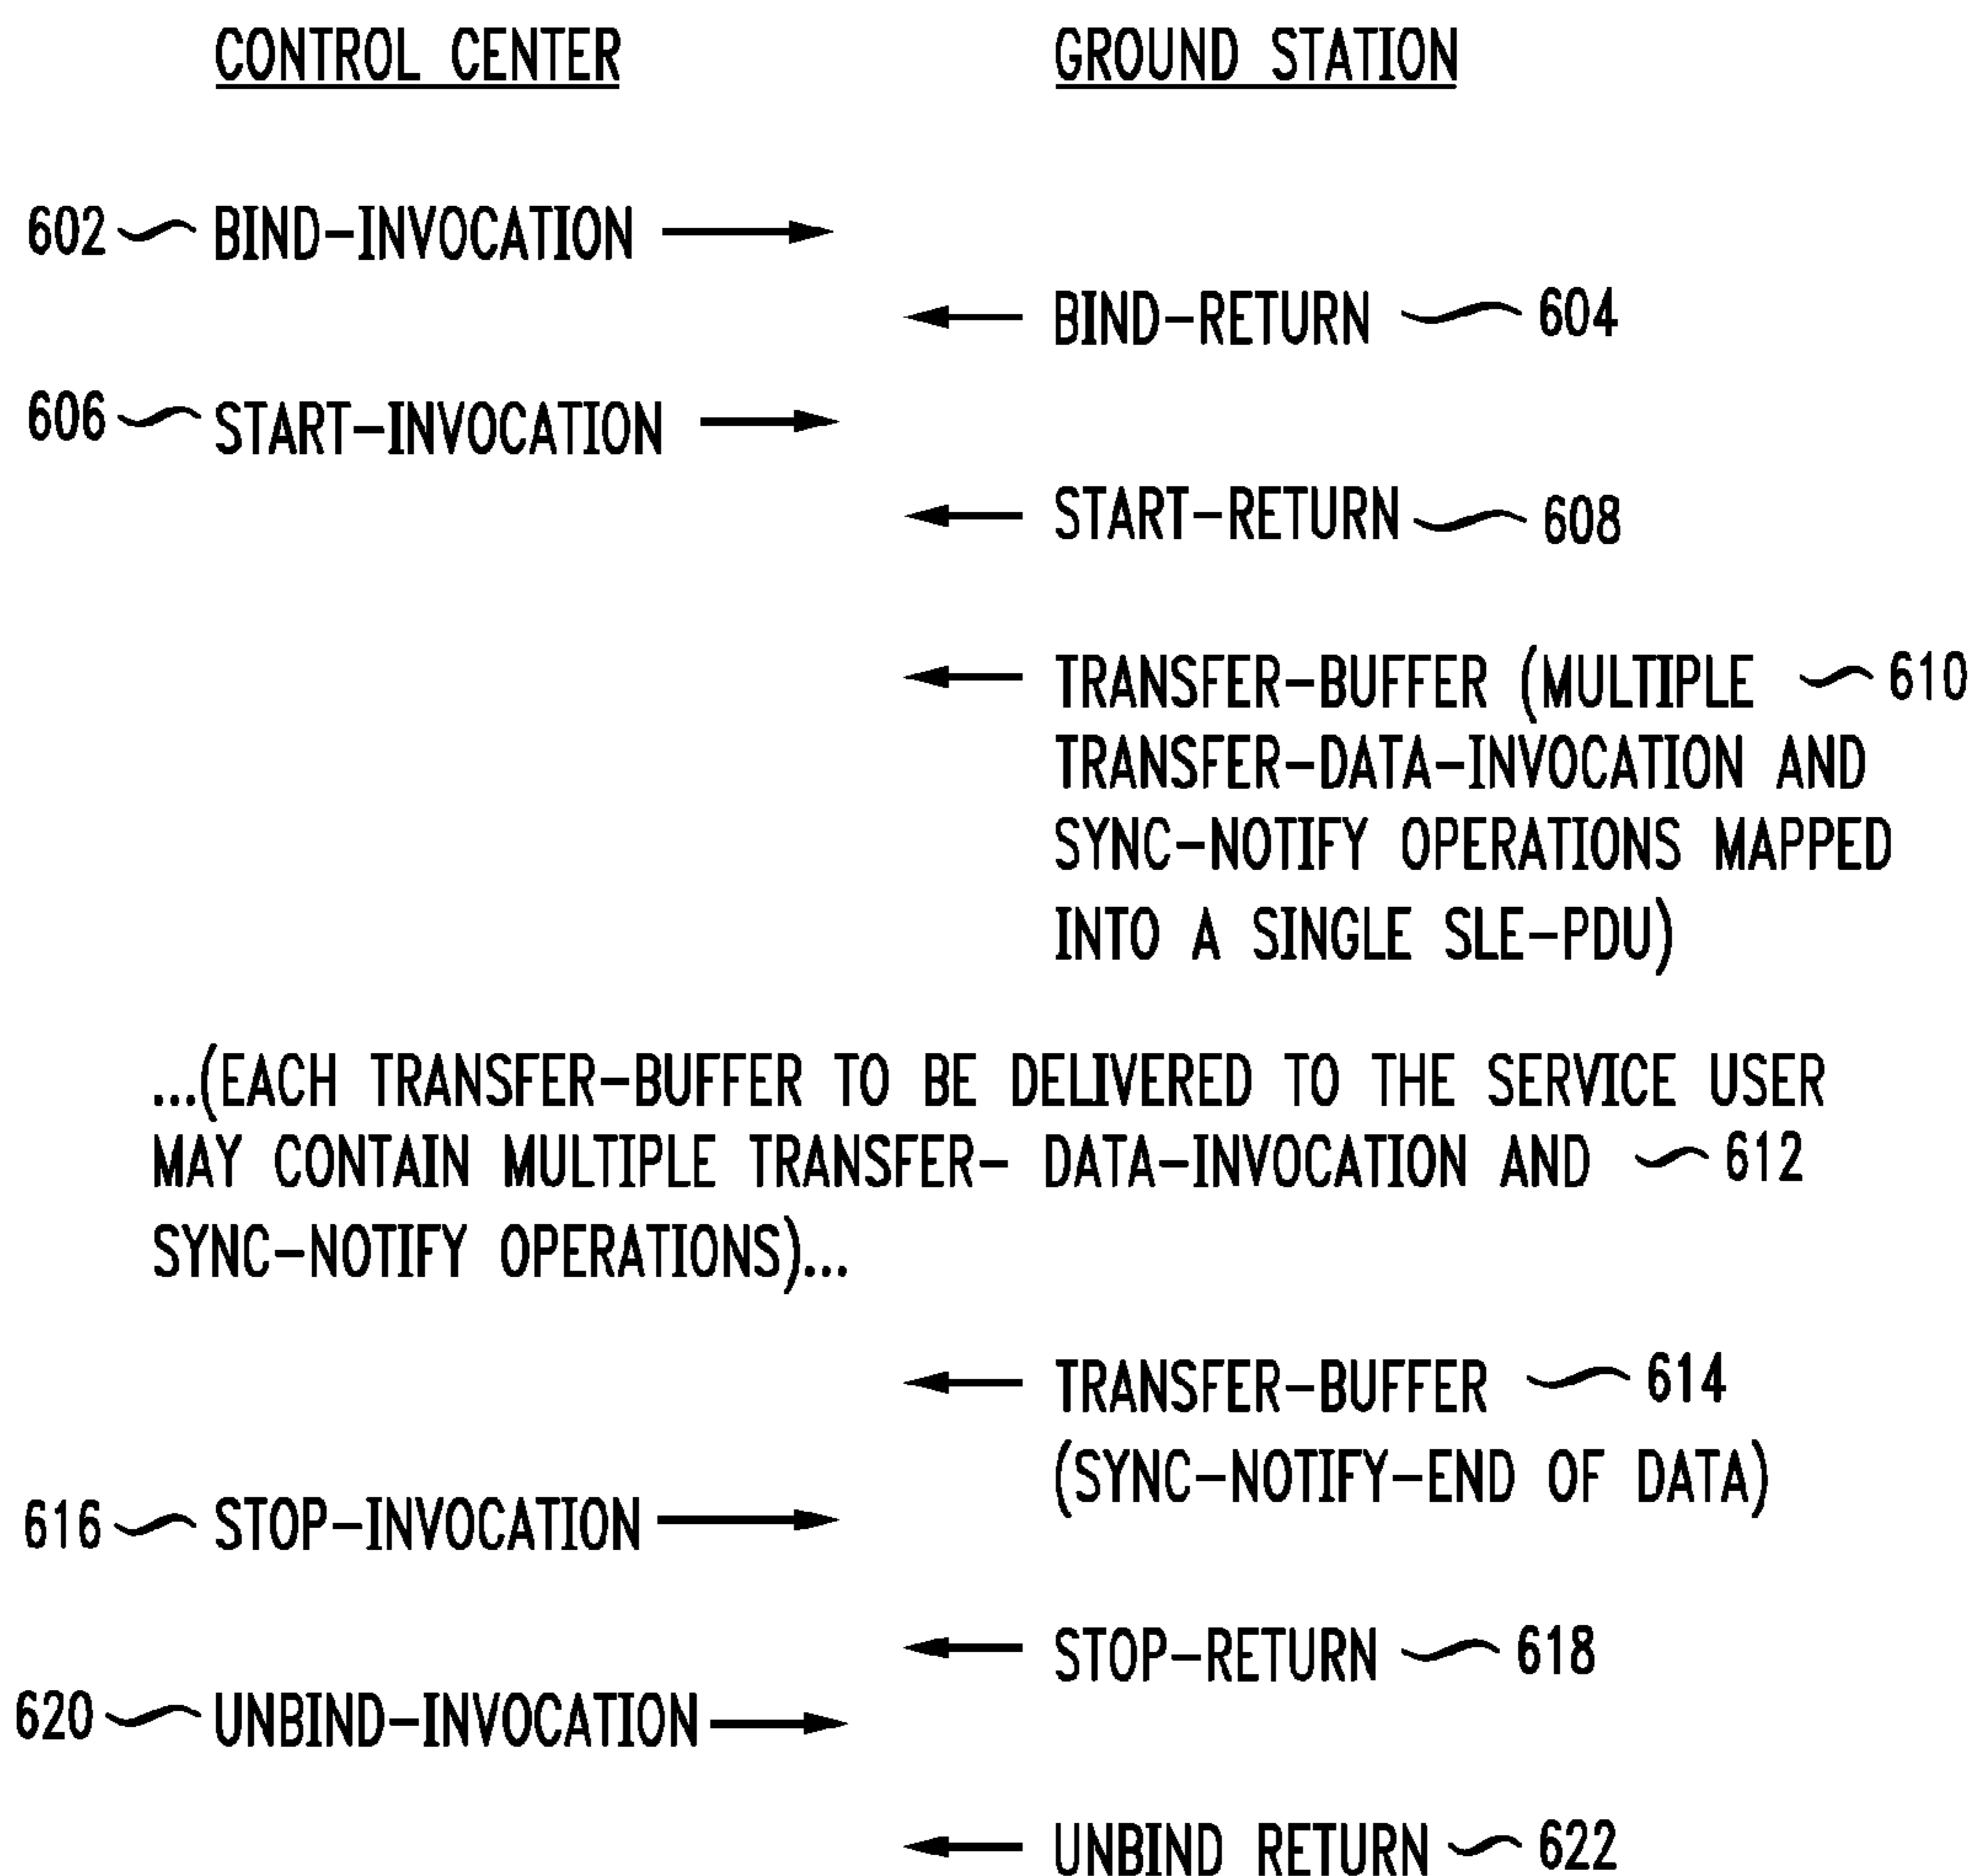 CONTROL CENTER GROUND STATION
602 BIND-INVOCATION
BIND-RETURN 604
606 START-INVOCATION
START-RETURN 608
TRANSFER-BUFFER (MULTIPLE 610
TRANSFER-DATA-INVOCATION AND
SYNC-NOTIFY OPERATIONS MAPPED
INTO A SINGLE SLE-PDU)
...(EACH TRANSFER-BUFFER TO BE DELIVERED TO THE SERVICE USER
MAY CONTAIN MULTIPLE TRANSFER- DATA-INVOCATION AND 612
SYNC-NOTIFY OPERATIONS)...
TRANSFER-BUFFER 614
(SYNC-NOTIFY-END OF DATA)
616 STOP-INVOCATION
STOP-RETURN 618
620 UNBIND-INVOCATION
UNBIND RETURN 622